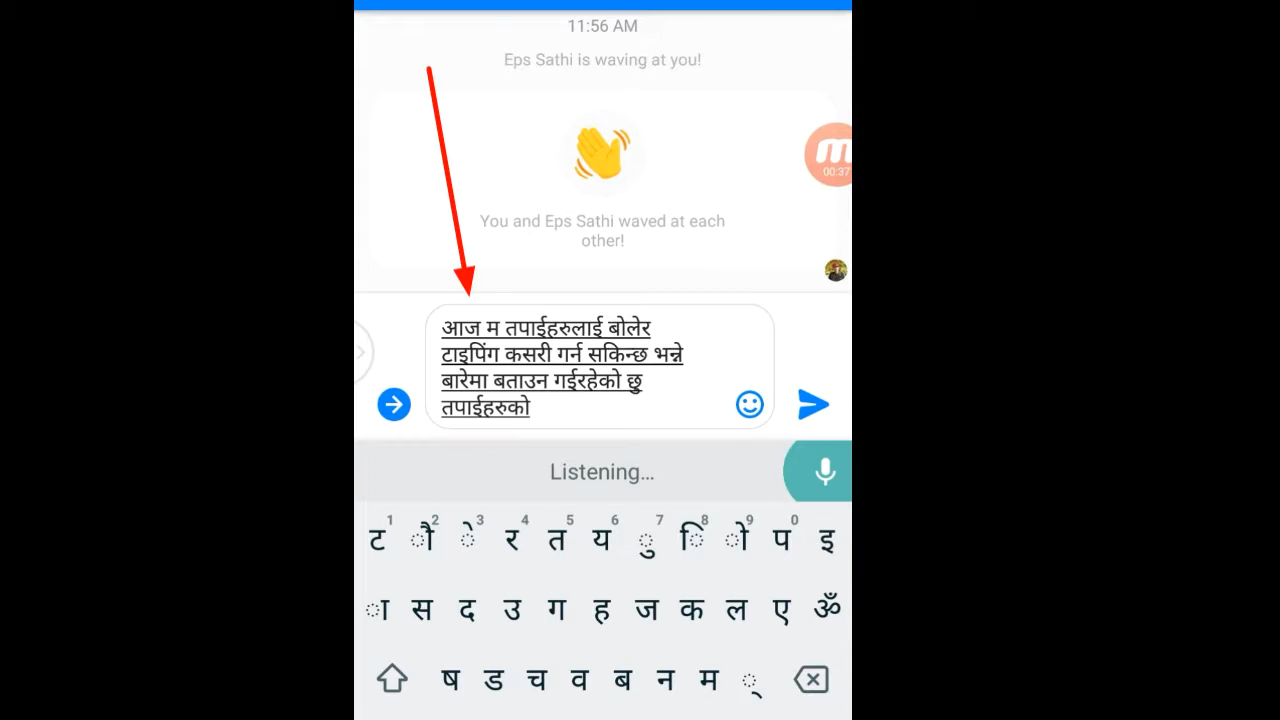 11:56 AM
Eps Sathi is waving at you!
00:37
You and Eps Sathi waved at each
other!
आज म तपाईहरुलाई बोलेर
टाइपिंग कसरी गर्न सकिन्छ भन्ने
बारेमा बताउन गईरहेको छु
तपाईहरुको
Listening...
1 2 3 4 5 6 7 8 9 0
ट ौ े र त य ु ि ो प इ
ा स द उ ग ह ज क ल ए ॐ
ष ड च व ब न म ्